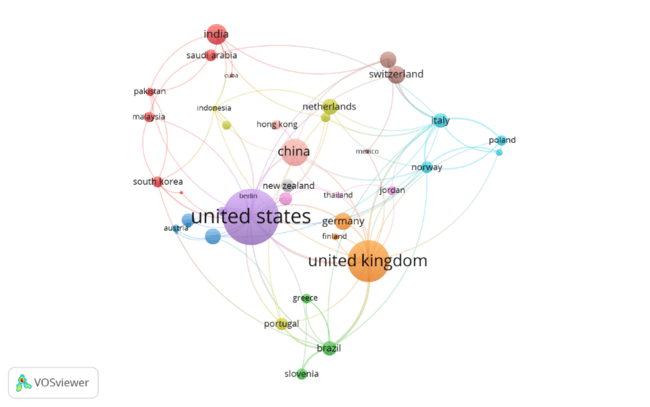 india
saudi arabia
switzerland
cuba
pakistan
indonesia
netherlands
malaysia
hong kong
italy
poland
china
mexico
norway
south korea
new zealand
thailand
jordan
berlin
united states
germany
austria
finland
united kingdom
greece
portugal
brazil
slovenia
VOSviewer